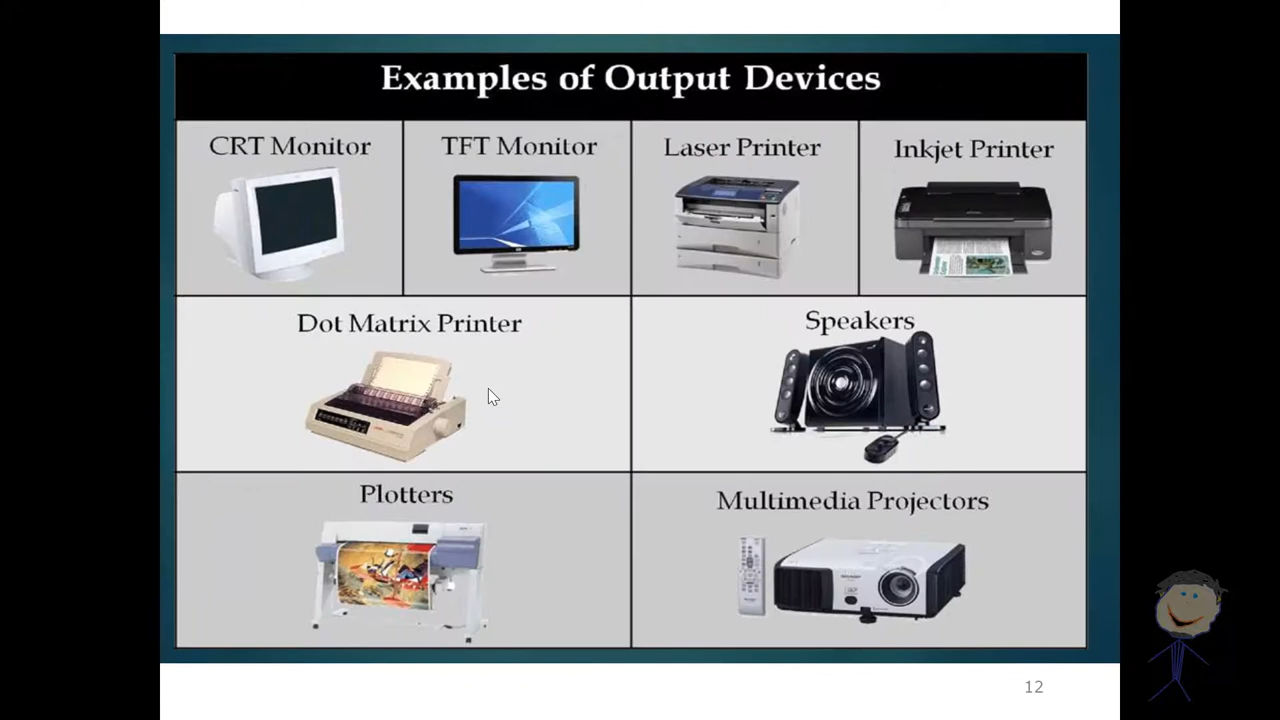 Examples of Output Devices
CRT Monitor
TFT Monitor
Laser Printer
Inkjet Printer
Dot Matrix Printer
Speakers
Plotters
Multimedia Projectors
12